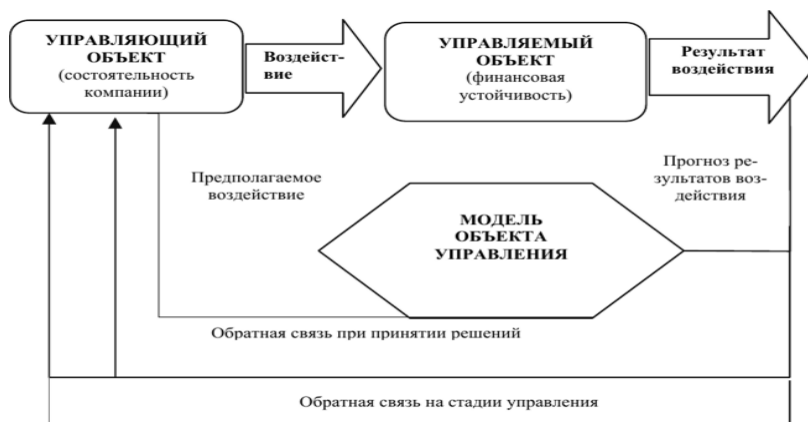 УПРАВЛЯЮЩИЙ
ОБЪЕКТ
(состоятельность
компании)
Воздейст-
вие
УПРАВЛЯЕМЫЙ
ОБЪЕКТ
(финансовая
устойчивость)
Результат
воздействия
Предполагаемое
воздействие
Прогноз ре-
зультатов воз-
действия
МОДЕЛЬ
ОБЪЕКТА
УПРАВЛЕНИЯ
Обратная связь при принятии решений
Обратная связь на стадии управления